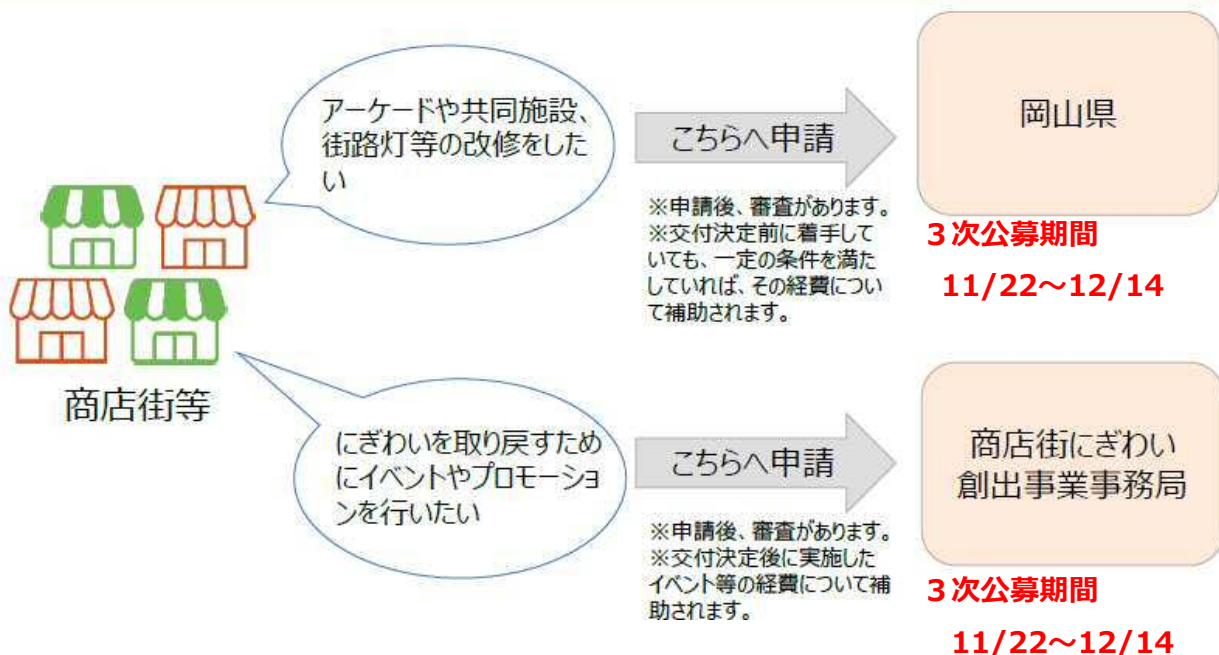 アーケードや共同施設、
街路灯等の改修をした
い
こちらへ申請
※申請後、審査があります。
※交付決定前に着手して
いても、一定の条件を満た
していれば、その経費につい
て補助されます。
岡山県
3次公募期間
11/22～12/14
商店街等
にぎわいを取り戻すため
にイベントやプロモーショ
ンを行いたい
こちらへ申請
※申請後、審査があります。
※交付決定後に実施した
イベント等の経費について補
助されます。
商店街にぎわい
創出事業事務局
3次公募期間
11/22～12/14